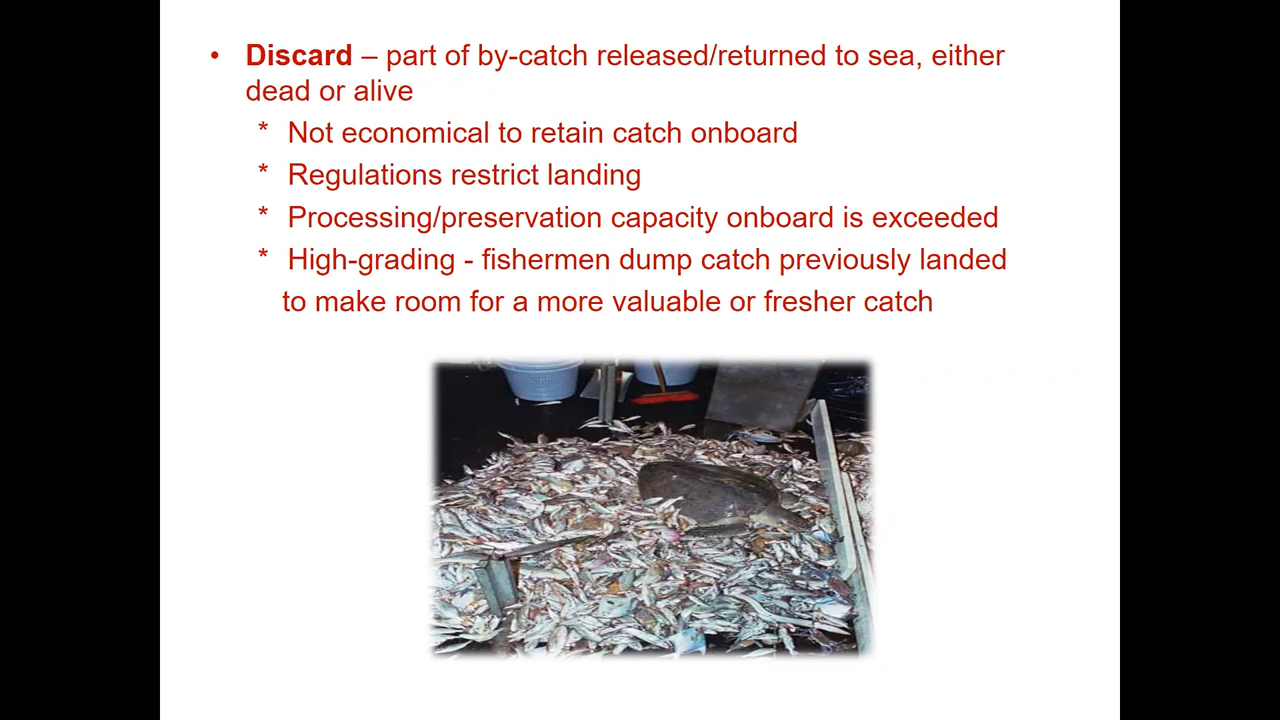 • Discard – part of by-catch released/returned to sea, either
dead or alive
* Not economical to retain catch onboard
* Regulations restrict landing
* Processing/preservation capacity onboard is exceeded
* High-grading - fishermen dump catch previously landed
to make room for a more valuable or fresher catch